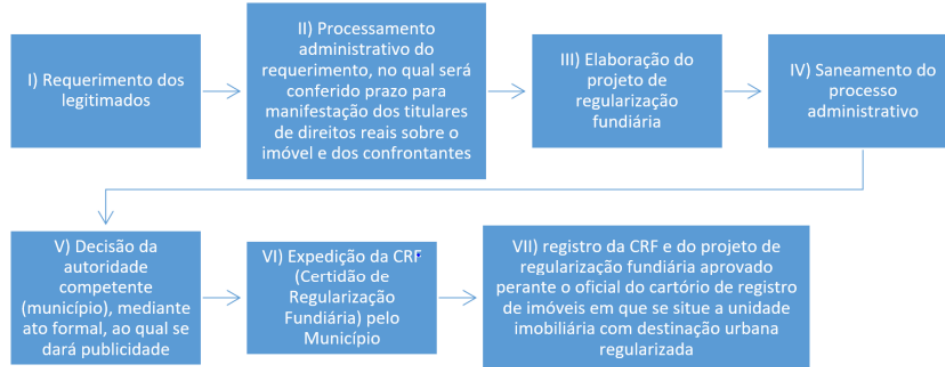 I) Requerimento dos
legitimados
II) Processamento
administrativo do
requerimento, no qual será
conferido prazo para
manifestação dos titulares
de direitos reais sobre o
imóvel e dos confrontantes
III) Elaboração do
projeto de
regularização
fundiária
IV) Saneamento do
processo
administrativo
V) Decisão da
autoridade
competente
(município), mediante
ato formal, ao qual se
dará publicidade
VI) Expedição da CRF
(Certidão de
Regularização
Fundiária) pelo
Município
VII) registro da CRF e do projeto de
regularização fundiária aprovado
perante o oficial do cartório de registro
de imóveis em que se situe a unidade
imobiliária com destinação urbana
regularizada